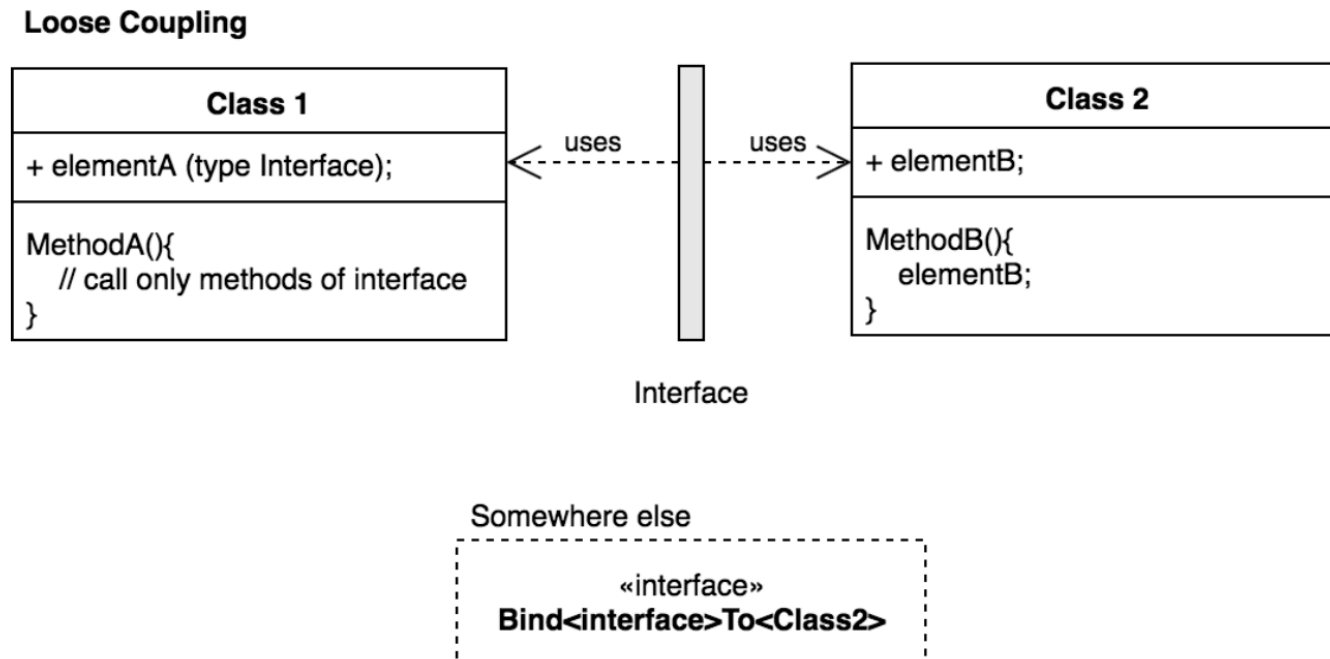 Loose Coupling
Class 1
+ elementA (type Interface);
MethodA(){
// call only methods of interface
}
uses
uses
Interface
Class 2
+ elementB;
MethodB(){
elementB;
}
Somewhere else
«interface»
Bind<interface>To<Class2>